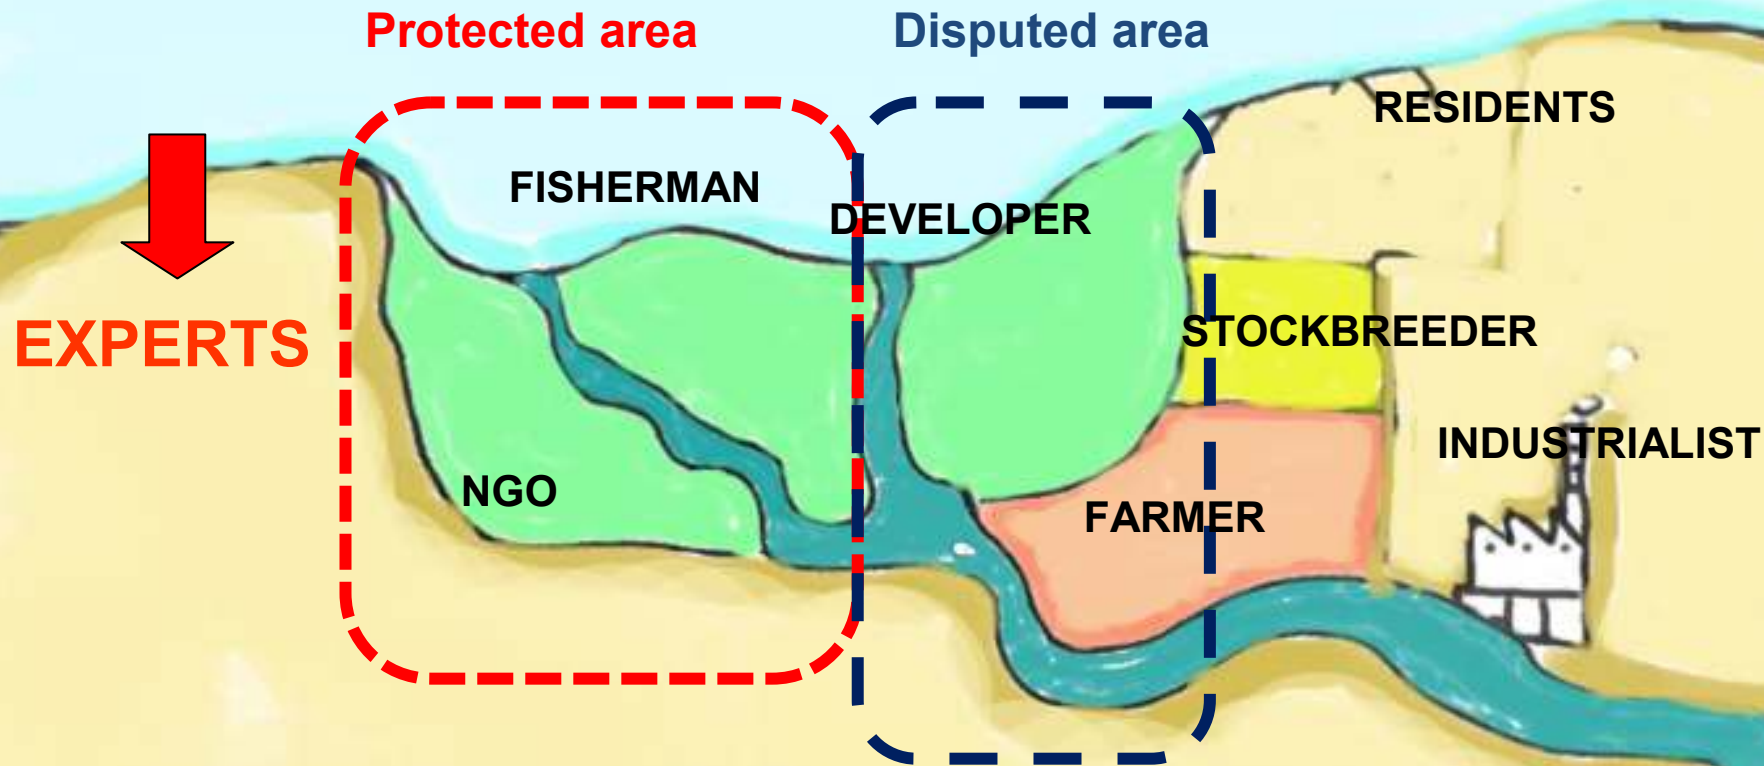 Protected area
Disputed area
RESIDENTS
FISHERMAN
DEVELOPER
EXPERTS
STOCKBREEDER
INDUSTRIALIST
NGO
FARMER